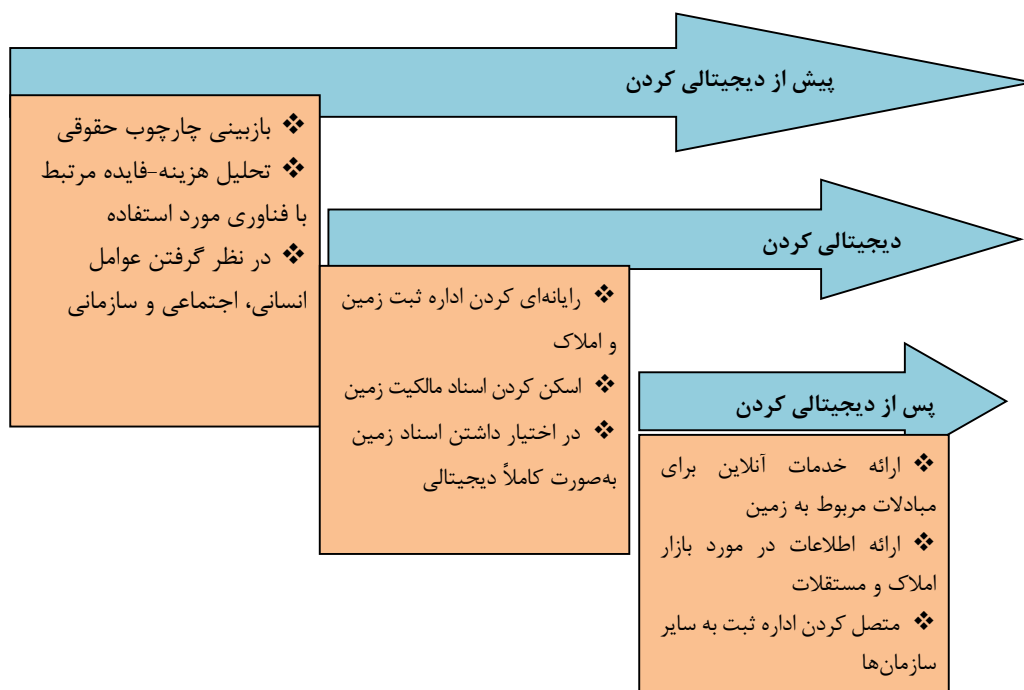 پیش از دیجیتالی کردن
❖ بازبینی چارچوب حقوقی
❖ تحلیل هزینه-فایده مرتبط
با فناوری مورد استفاده
❖ در نظر گرفتن عوامل
انسانی، اجتماعی و سازمانی
دیجیتالی کردن
❖ رایانه‌ای کردن اداره ثبت زمین
و املاک
❖ اسکن کردن اسناد مالکیت زمین
❖ در اختیار داشتن اسناد زمین
به‌صورت کاملاً دیجیتالی
پس از دیجیتالی کردن
❖ ارائه خدمات آنلاین برای
مبادلات مربوط به زمین
❖ ارائه اطلاعات در مورد بازار
املاک و مستقلات
❖ متصل کردن اداره ثبت به سایر
سازمان‌ها